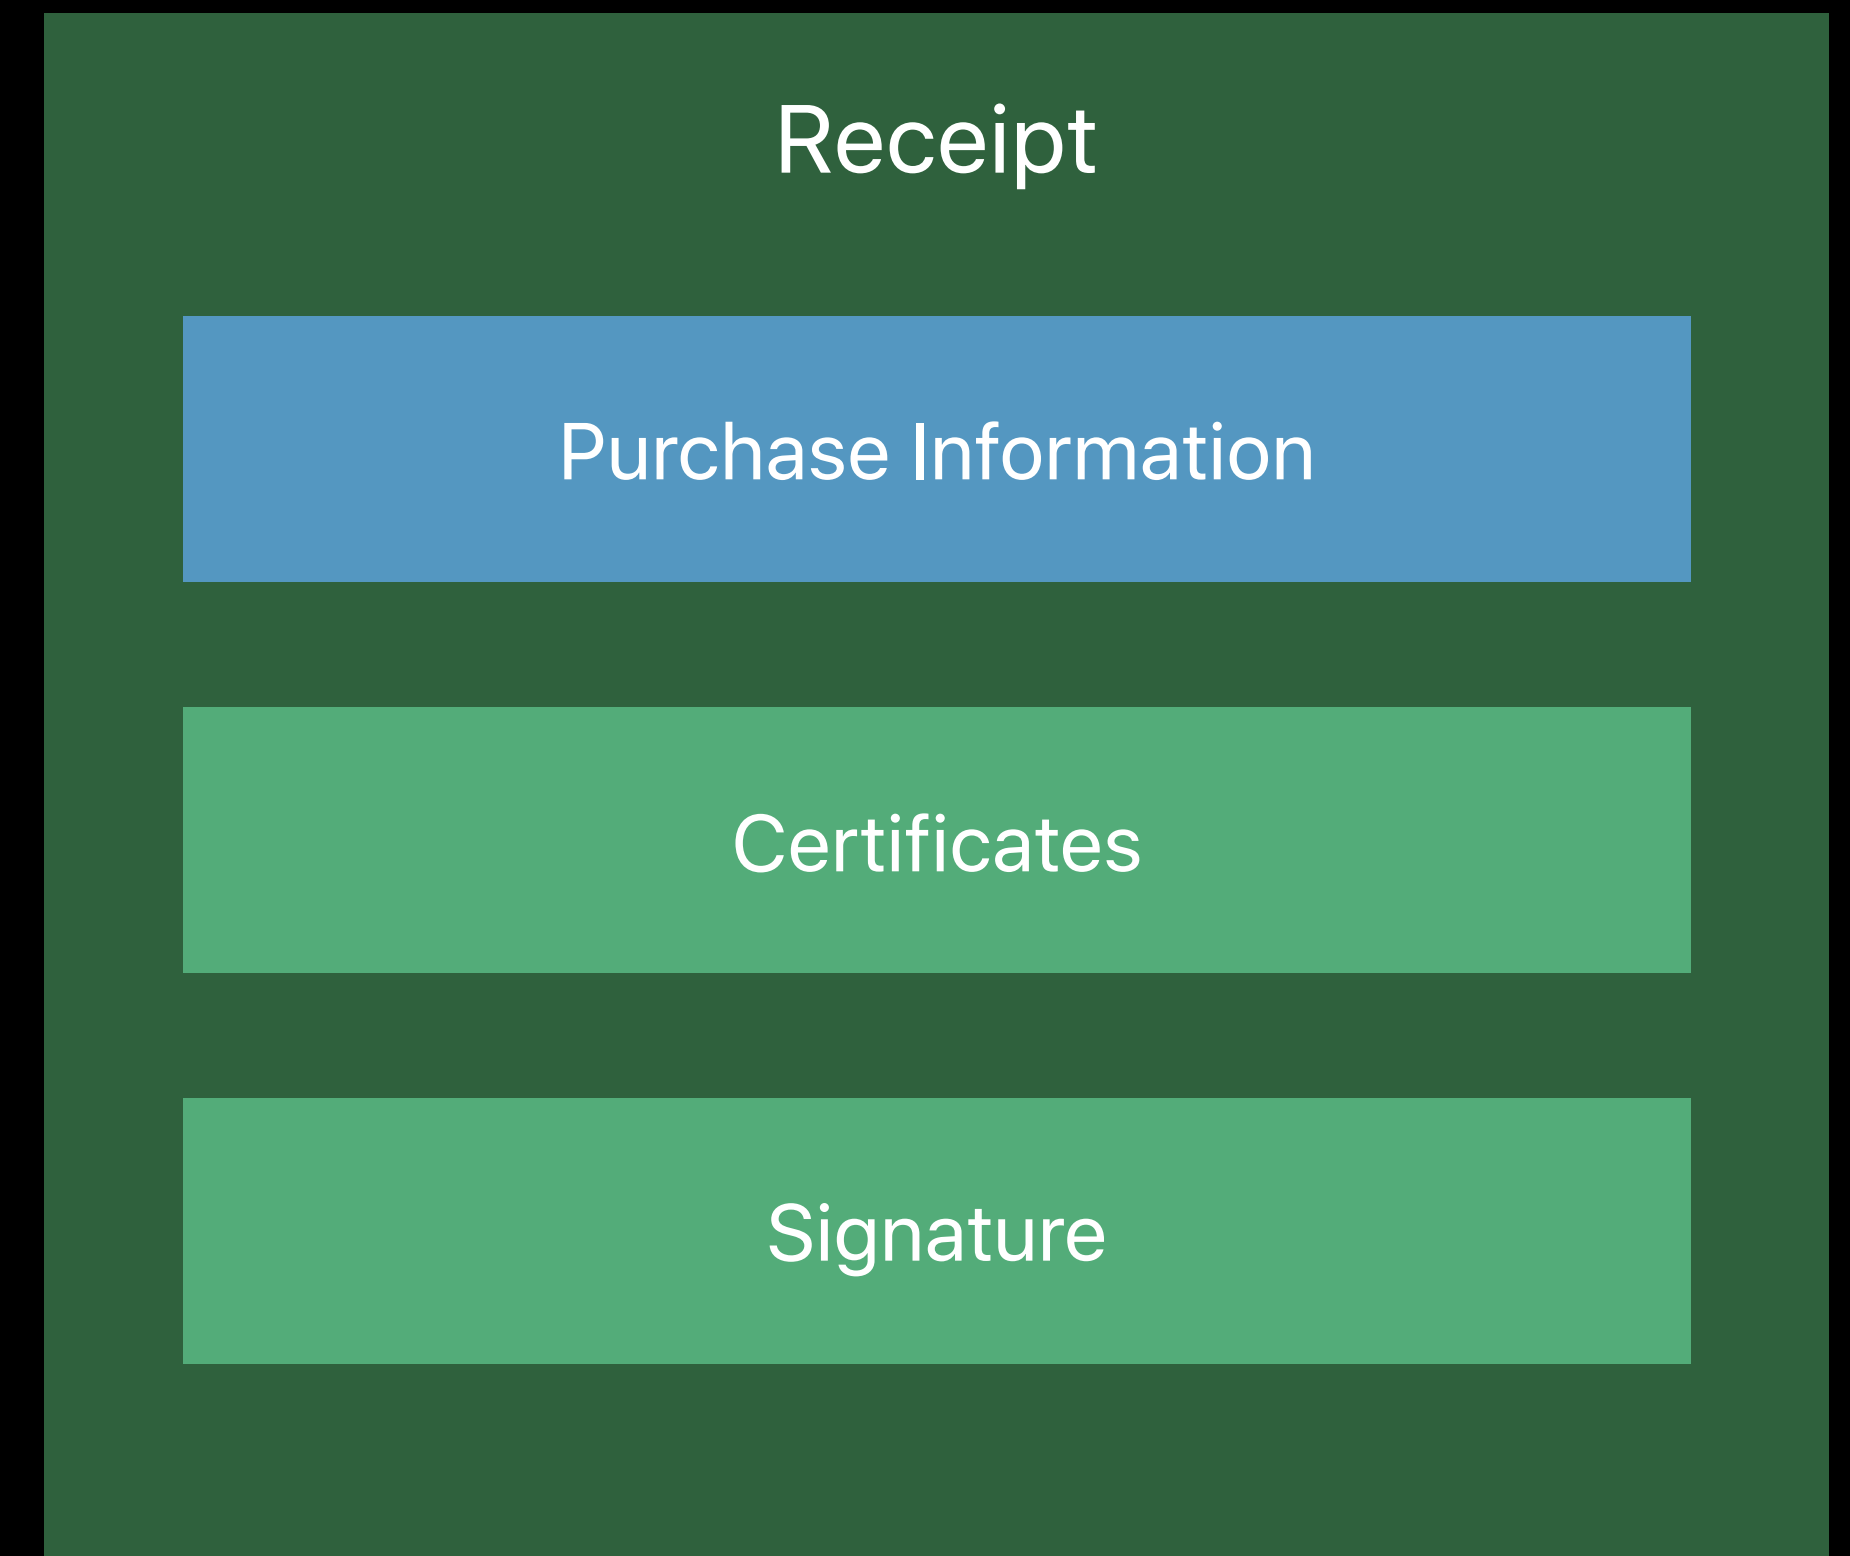 Receipt
Purchase Information
Certificates
Signature